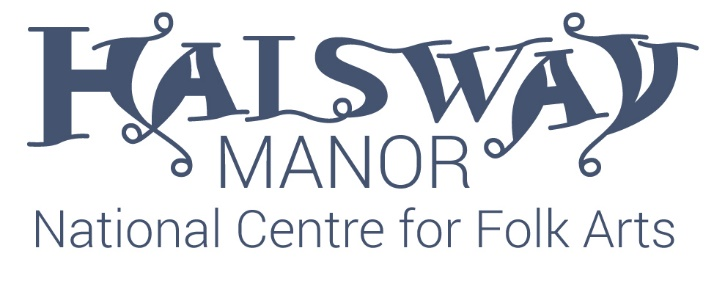 HALSWAY
MANOR
National Centre for Folk Arts